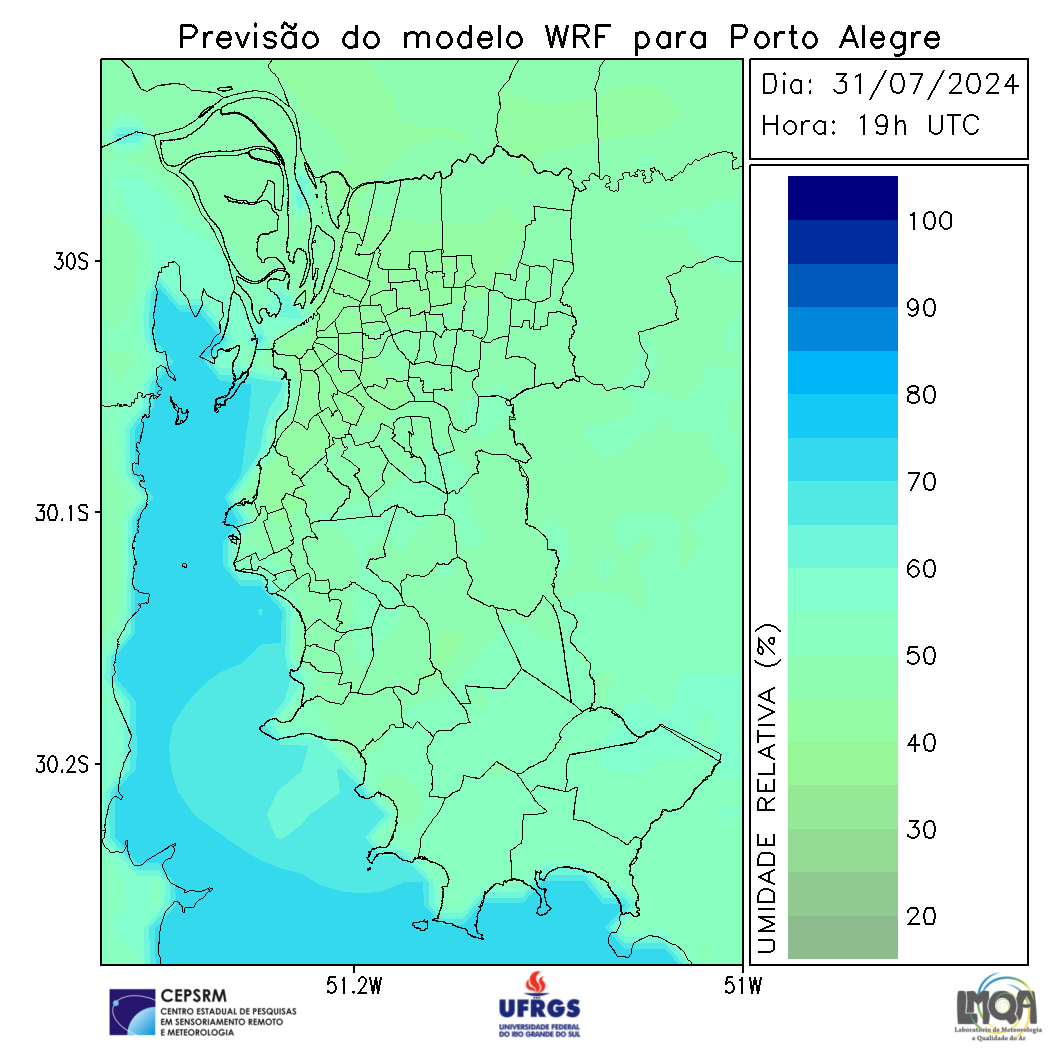 Previsão do modelo WRF para Porto Alegre
Dia: 31/07/2024
Hora: 19h UTC
30S
30.1S
30.2S
51.2W
51W
100
90
80
70
60
50
40
30
20
UMIDADE RELATIVA (%)
CEPSRM
CENTRO ESTADUAL DE PESQUISAS
EM SENSORIAMENTO REMOTO
E METEOROLOGIA
UFRGS
UNIVERSIDADE FEDERAL
DO RIO GRANDE DO SUL
LMQA
Laboratório de Meteorologia
e Qualidade do Ar